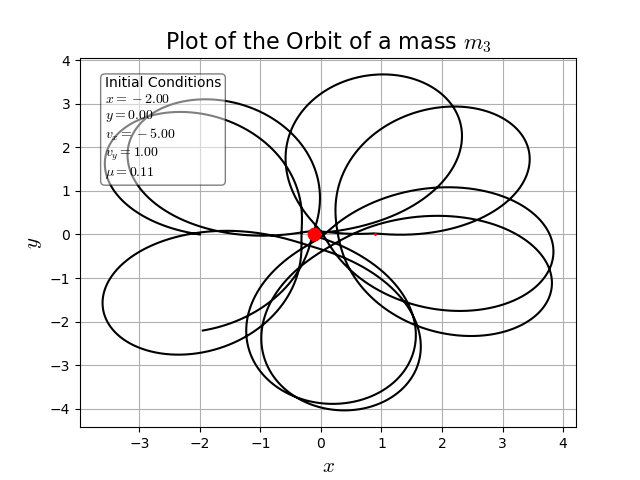 Plot of the Orbit of a mass m₃
Initial Conditions
x = −2.00
y = 0.00
vₓ = −5.00
v_y = 1.00
μ = 0.11
4
3
2
1
0
−1
−2
−3
−4
y
−3 −2 −1 0 1 2 3 4
x